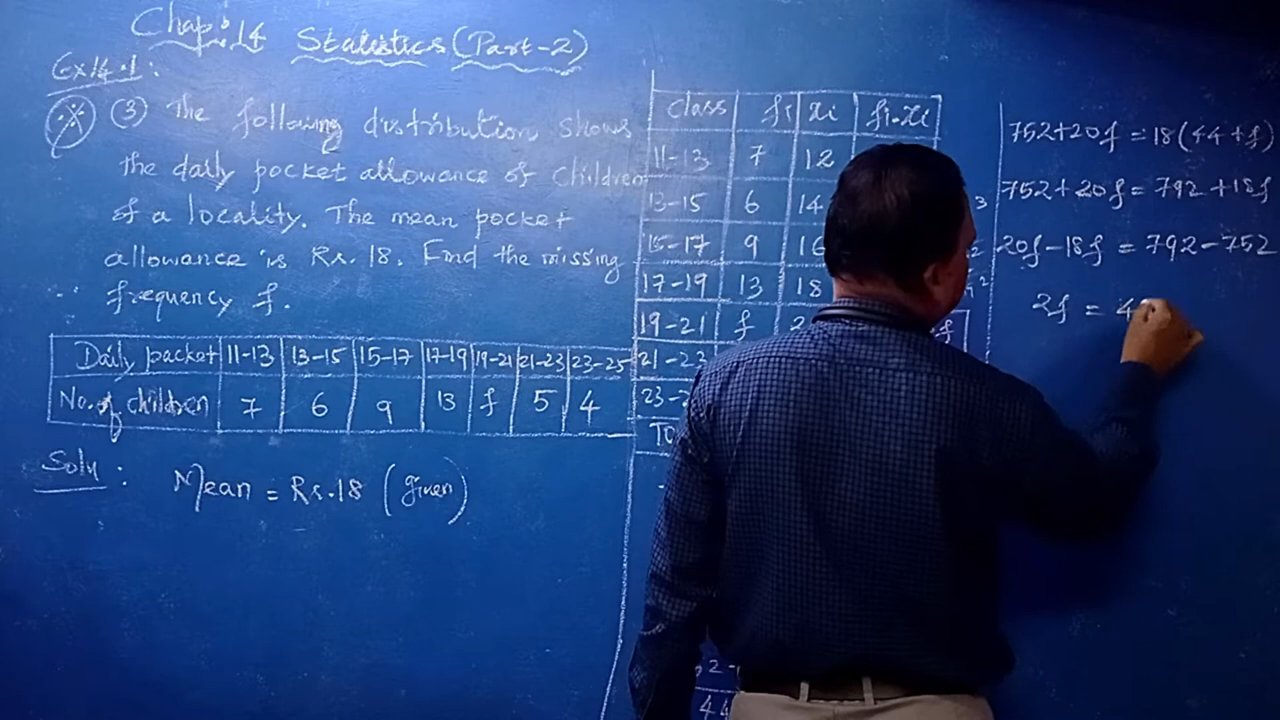 Chap: 14 Statistics (Part-2)
Ex 14.1:
(3) The following distribution shows
the daily pocket allowance of children
of a locality. The mean pocket
allowance is Rs. 18. Find the missing
frequency f.
Daily packet 11-13 13-15 15-17 17-19 19-21 21-23 23-25
No. of children 7 6 9 13 f 5 4
Soln:
Mean = Rs. 18 (given)
Class fi xi fi.xi
11-13 7 12
13-15 6 14
15-17 9 16
17-19 13 18
19-21 f
21-23
752+20f = 18(44+f)
752+20f = 792+18f
20f-18f = 792-752
2f = 4